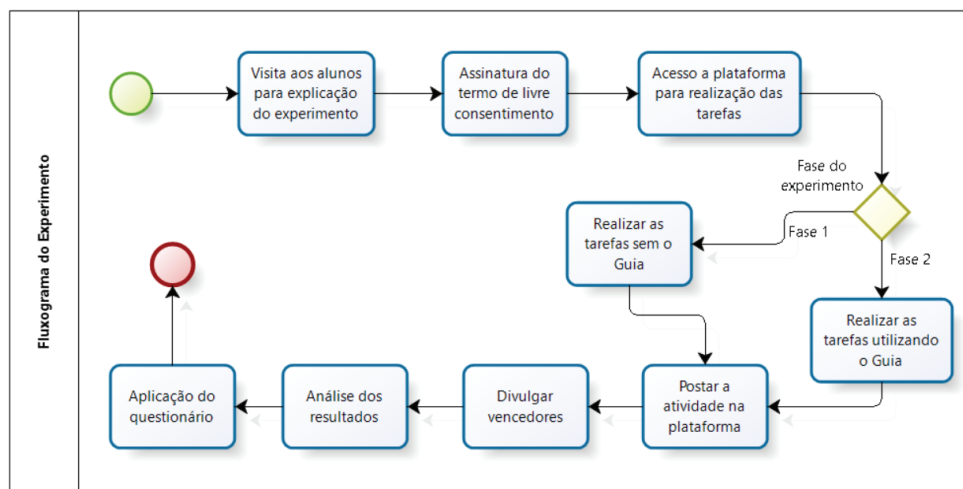 Fluxograma do Experimento
Visita aos alunos
para explicação
do experimento
Assinatura do
termo de livre
consentimento
Acesso a plataforma
para realização das
tarefas
Fase do
experimento
Fase 1
Fase 2
Realizar as
tarefas sem o
Guia
Realizar as
tarefas utilizando
o Guia
Postar a
atividade na
plataforma
Divulgar
vencedores
Análise dos
resultados
Aplicação do
questionário